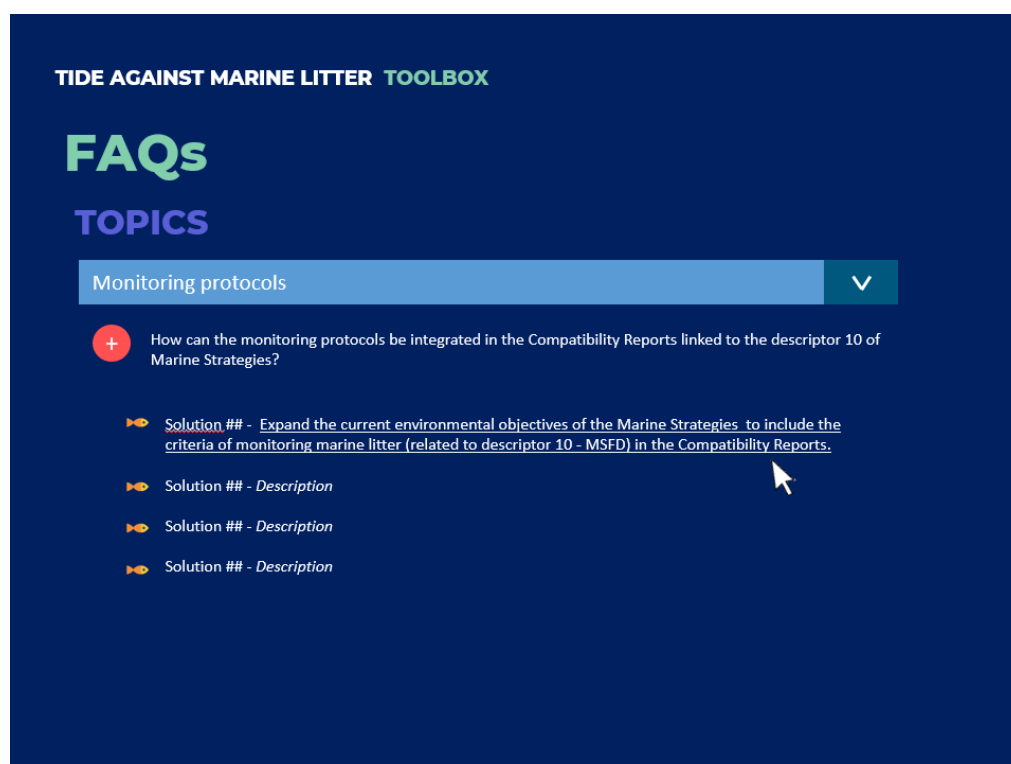 TIDE AGAINST MARINE LITTER TOOLBOX
FAQs
TOPICS
Monitoring protocols
+ How can the monitoring protocols be integrated in the Compatibility Reports linked to the descriptor 10 of
Marine Strategies?
Solution ## - Expand the current environmental objectives of the Marine Strategies to include the
criteria of monitoring marine litter (related to descriptor 10 - MSFD) in the Compatibility Reports.
Solution ## - Description
Solution ## - Description
Solution ## - Description